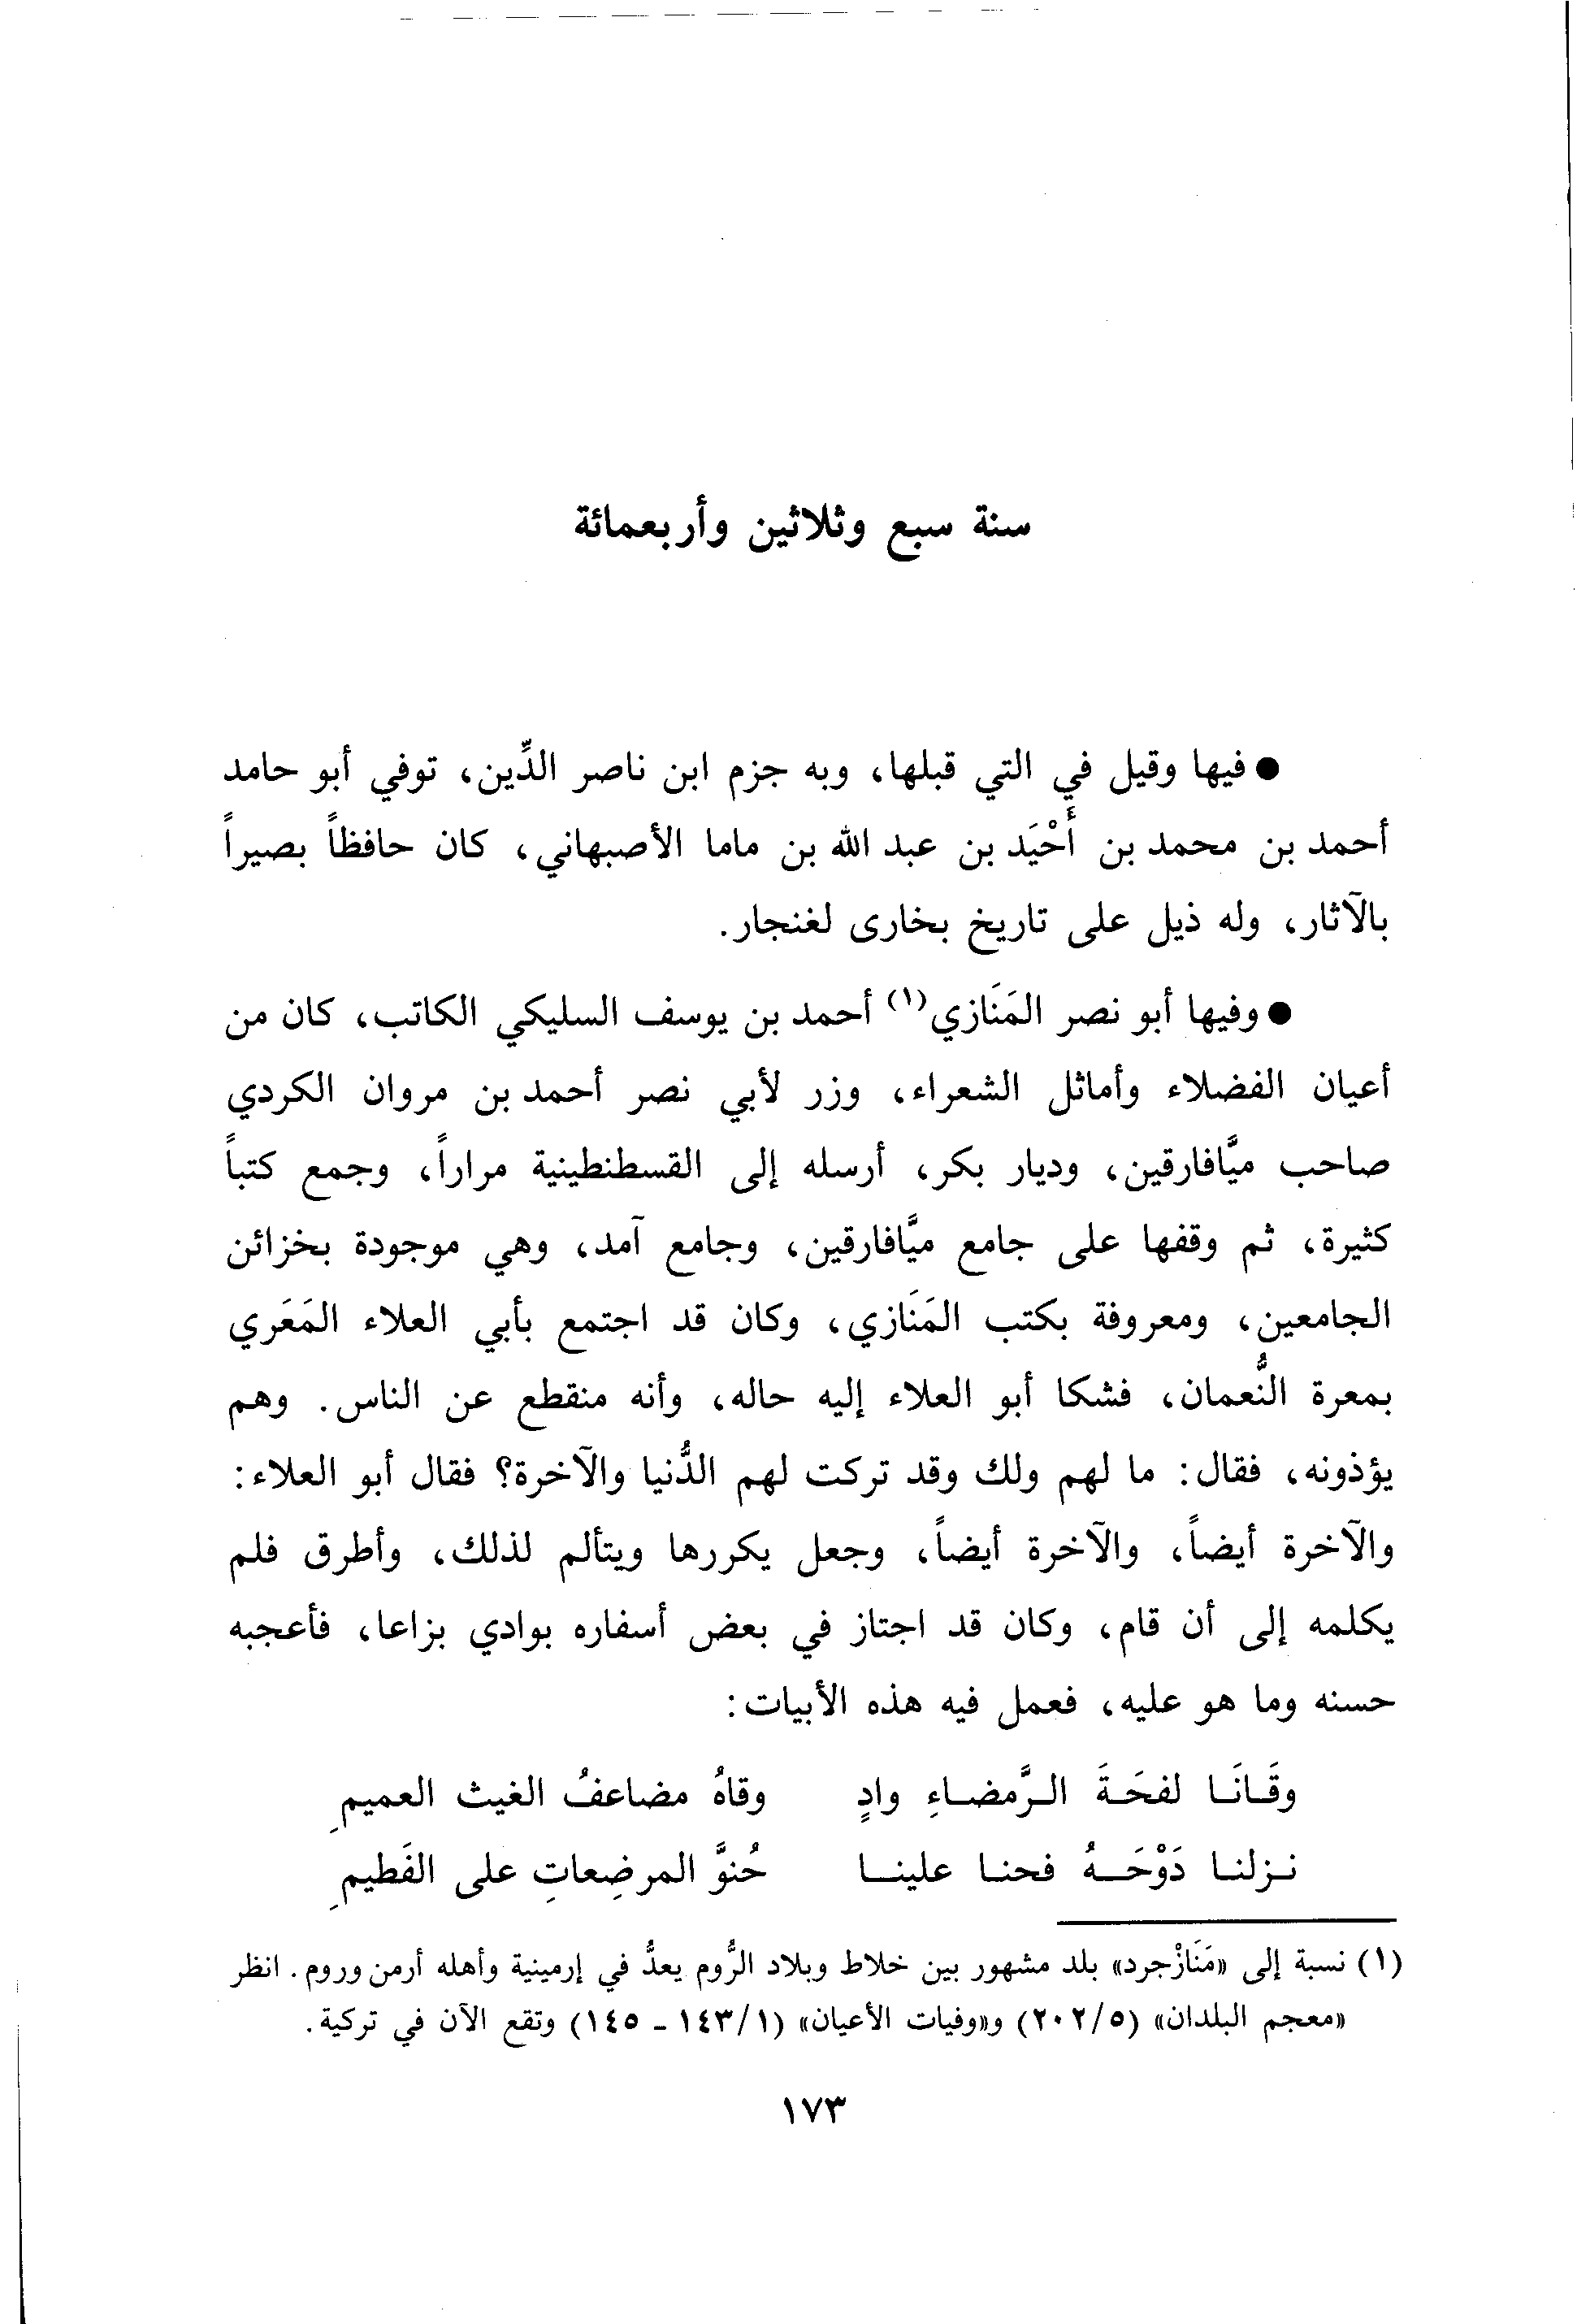 سنة سبع وثلاثين وأربعمائة
● فيها وقيل في التي قبلها، وبه جزم ابن ناصر الدِّين، توفي أبو حامد
أحمد بن محمد بن أَحْيَد بن عبد الله بن ماما الأصبهاني، كان حافظاً بصيراً
بالآثار، وله ذيل على تاريخ بخارى لغنجار.
● وفيها أبو نصر المَنَازي(١) أحمد بن يوسف السليكي الكاتب، كان من
أعيان الفضلاء وأماثل الشعراء، وزر لأبي نصر أحمد بن مروان الكردي
صاحب ميَّافارقين، وديار بكر، أرسله إلى القسطنطينية مراراً، وجمع كتباً
كثيرة، ثم وقفها على جامع ميَّافارقين، وجامع آمد، وهي موجودة بخزائن
الجامعين، ومعروفة بكتب المَنَازي، وكان قد اجتمع بأبي العلاء المَعَري
بمعرة النُّعمان، فشكا أبو العلاء إليه حاله، وأنه منقطع عن الناس. وهم
يؤذونه، فقال: ما لهم ولك وقد تركت لهم الدُّنيا والآخرة؟ فقال أبو العلاء:
والآخرة أيضاً، والآخرة أيضاً، وجعل يكررها ويتألم لذلك، وأطرق فلم
يكلمه إلى أن قام، وكان قد اجتاز في بعض أسفاره بوادي بزاعا، فأعجبه
حسنه وما هو عليه، فعمل فيه هذه الأبيات:
وقَـانَـا لفحَـةَ الـرَّمضـاءِ وادٍ وقاهُ مضاعفُ الغيث العميمِ
نـزلنـا دَوْحَـــهُ فحنـا علينـــا حُنوَّ المرضِعاتِ على الفَطيمِ
(١) نسبة إلى «مَنَازْجرد» بلد مشهور بين خلاط وبلاد الرُّوم يعدُّ في إرمينية وأهله أرمن وروم. انظر
«معجم البلدان» (٢٠٢/٥) و«وفيات الأعيان» (١٤٣/١ - ١٤٥) وتقع الآن في تركية.
١٧٣